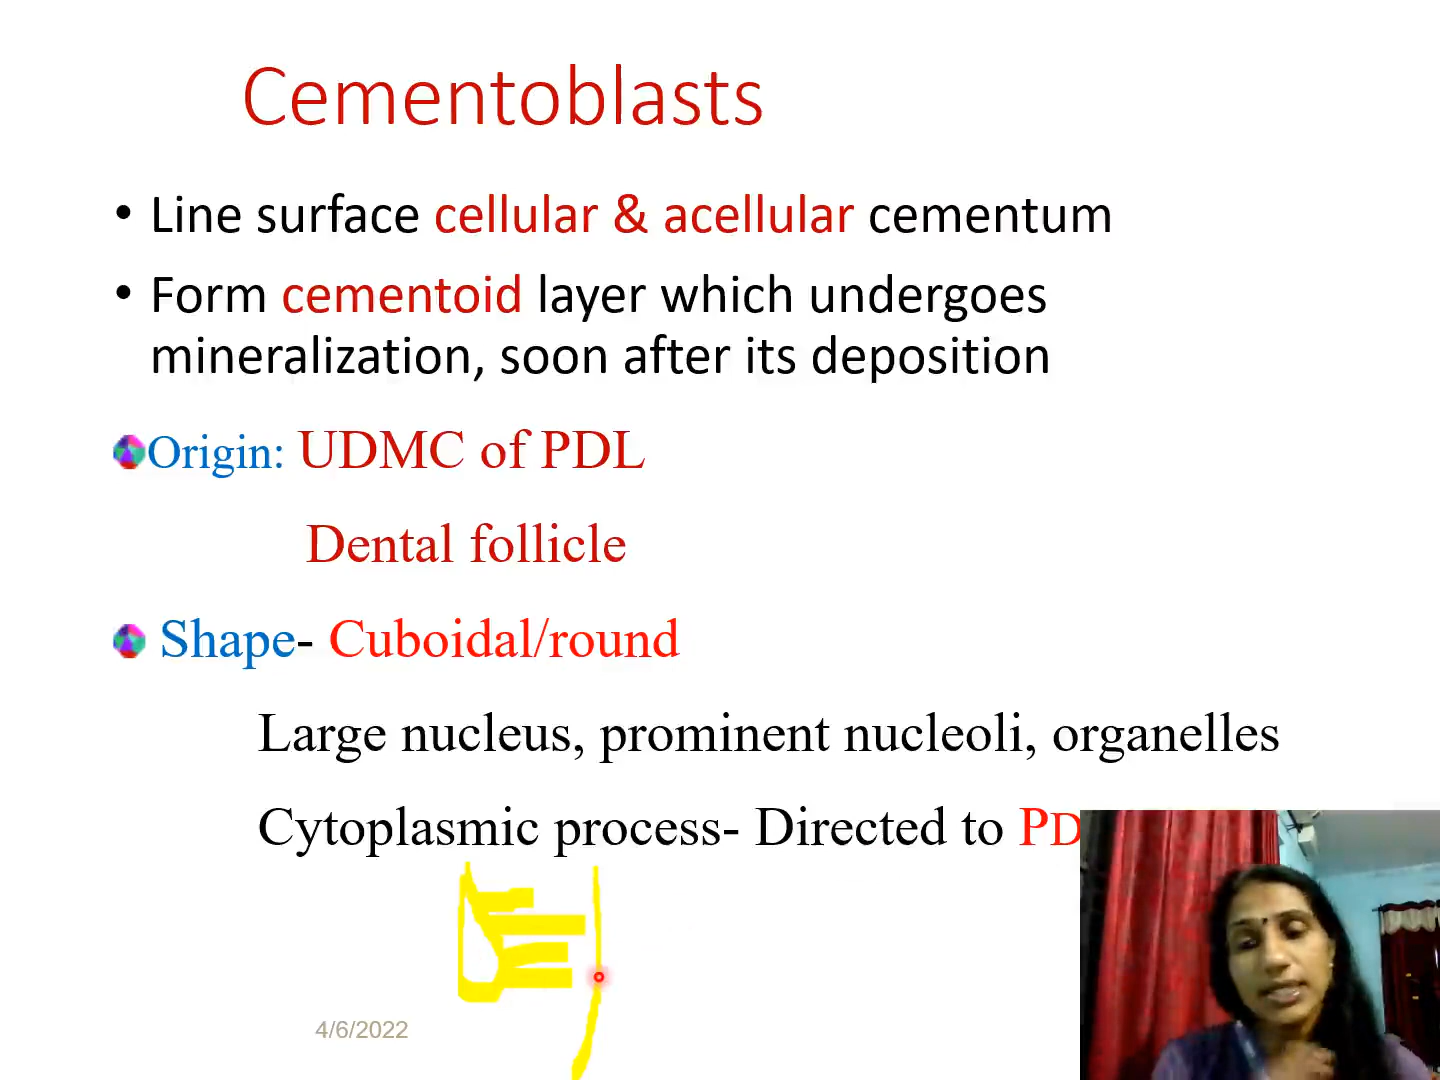 Cementoblasts
• Line surface cellular & acellular cementum
• Form cementoid layer which undergoes
mineralization, soon after its deposition
Origin: UDMC of PDL
Dental follicle
Shape- Cuboidal/round
Large nucleus, prominent nucleoli, organelles
Cytoplasmic process- Directed to
4/6/2022